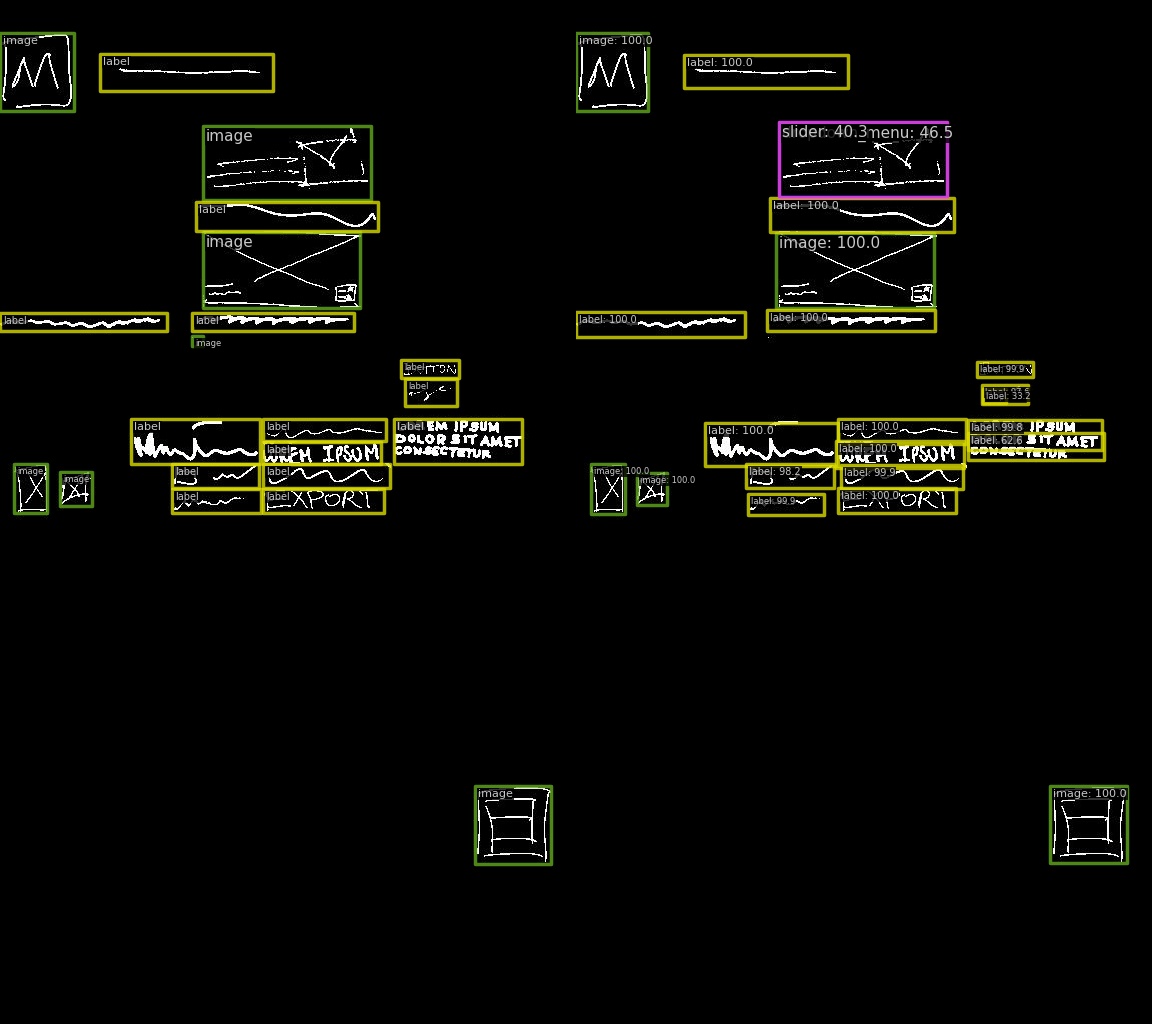 image
image: 100.0
label
label: 100.0
image
slider: 40.3
menu: 46.5
label
label: 100.0
image
image: 100.0
label
label
label: 100.0
label: 100.0
image
label
label: 99.9
label
label: 33.2
label
label
label
EM IPSUM
DOLOR SIT AMET
CONSECTETUR
label: 100.0
label: 100.0
label: 99.8
IPSUM
label
IPSUM
label: 100.0
IPSUM
label: 62.6
SIT AMET
CONSECTETUR
image
image
label
label
image: 100.0
image: 100.0
label: 98.2
label: 99.9
label
label
EXPORT
label: 99.9
label: 100.0
image
image: 100.0